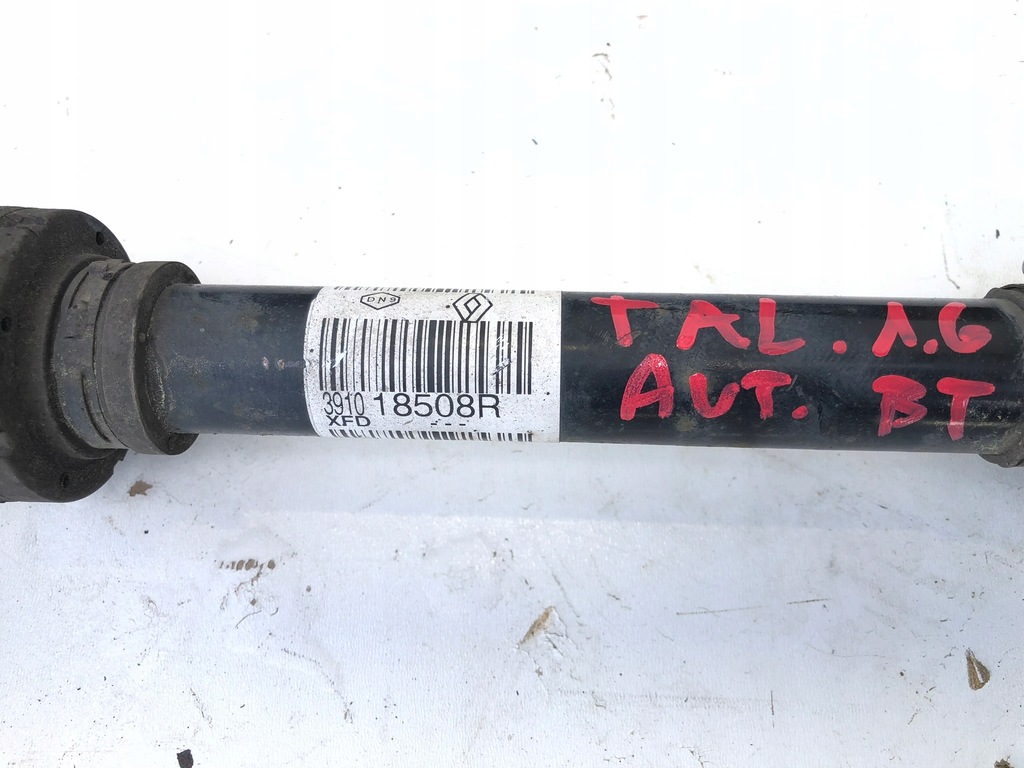 DNS
3910 18508R
XFD ---
TAL. 1.6
AUT. BT